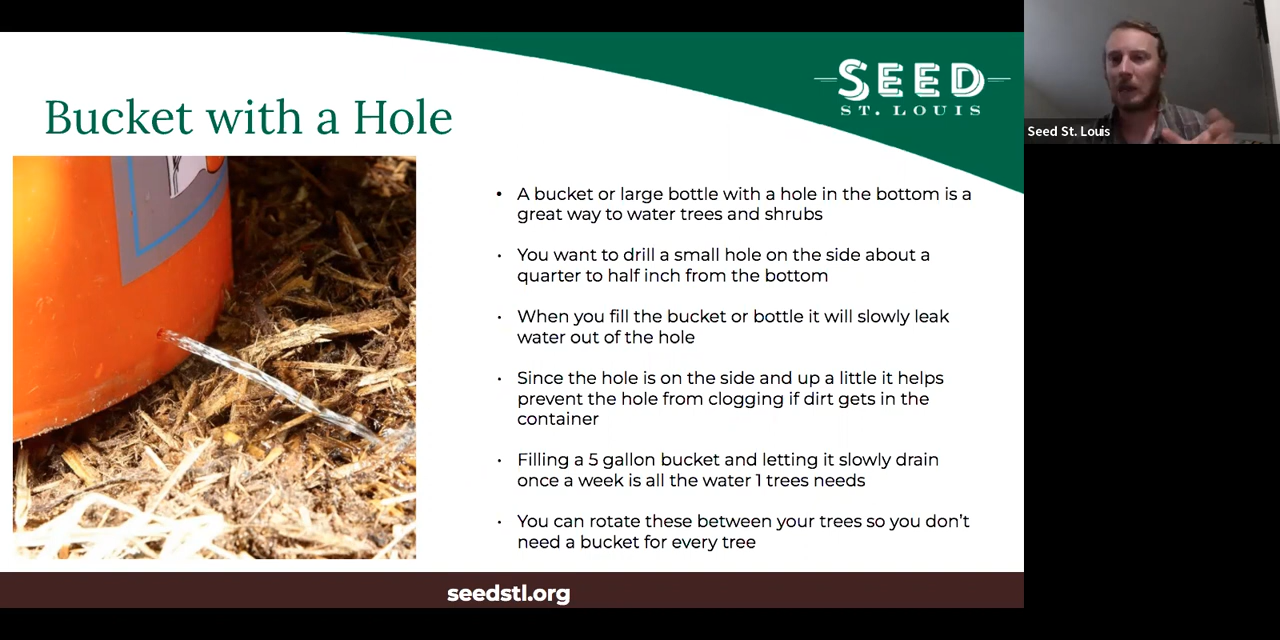 SEED
ST. LOUIS
Seed St. Louis
Bucket with a Hole
• A bucket or large bottle with a hole in the bottom is a
great way to water trees and shrubs
• You want to drill a small hole on the side about a
quarter to half inch from the bottom
• When you fill the bucket or bottle it will slowly leak
water out of the hole
• Since the hole is on the side and up a little it helps
prevent the hole from clogging if dirt gets in the
container
• Filling a 5 gallon bucket and letting it slowly drain
once a week is all the water 1 trees needs
• You can rotate these between your trees so you don’t
need a bucket for every tree
seedstl.org